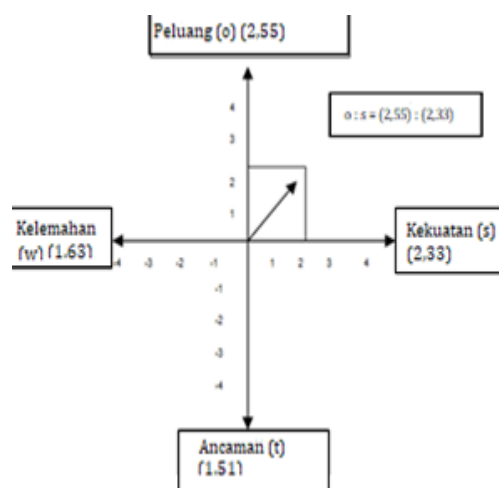 Peluang (o) (2,55)
4
3
2
1
o : s = (2,55) : (2,33)
Kelemahan
(w) (1,63)
Kekuatan (s)
(2,33)
-4 -3 -2 -1 1 2 3 4
-1
-2
-3
-4
Ancaman (t)
(1,51)